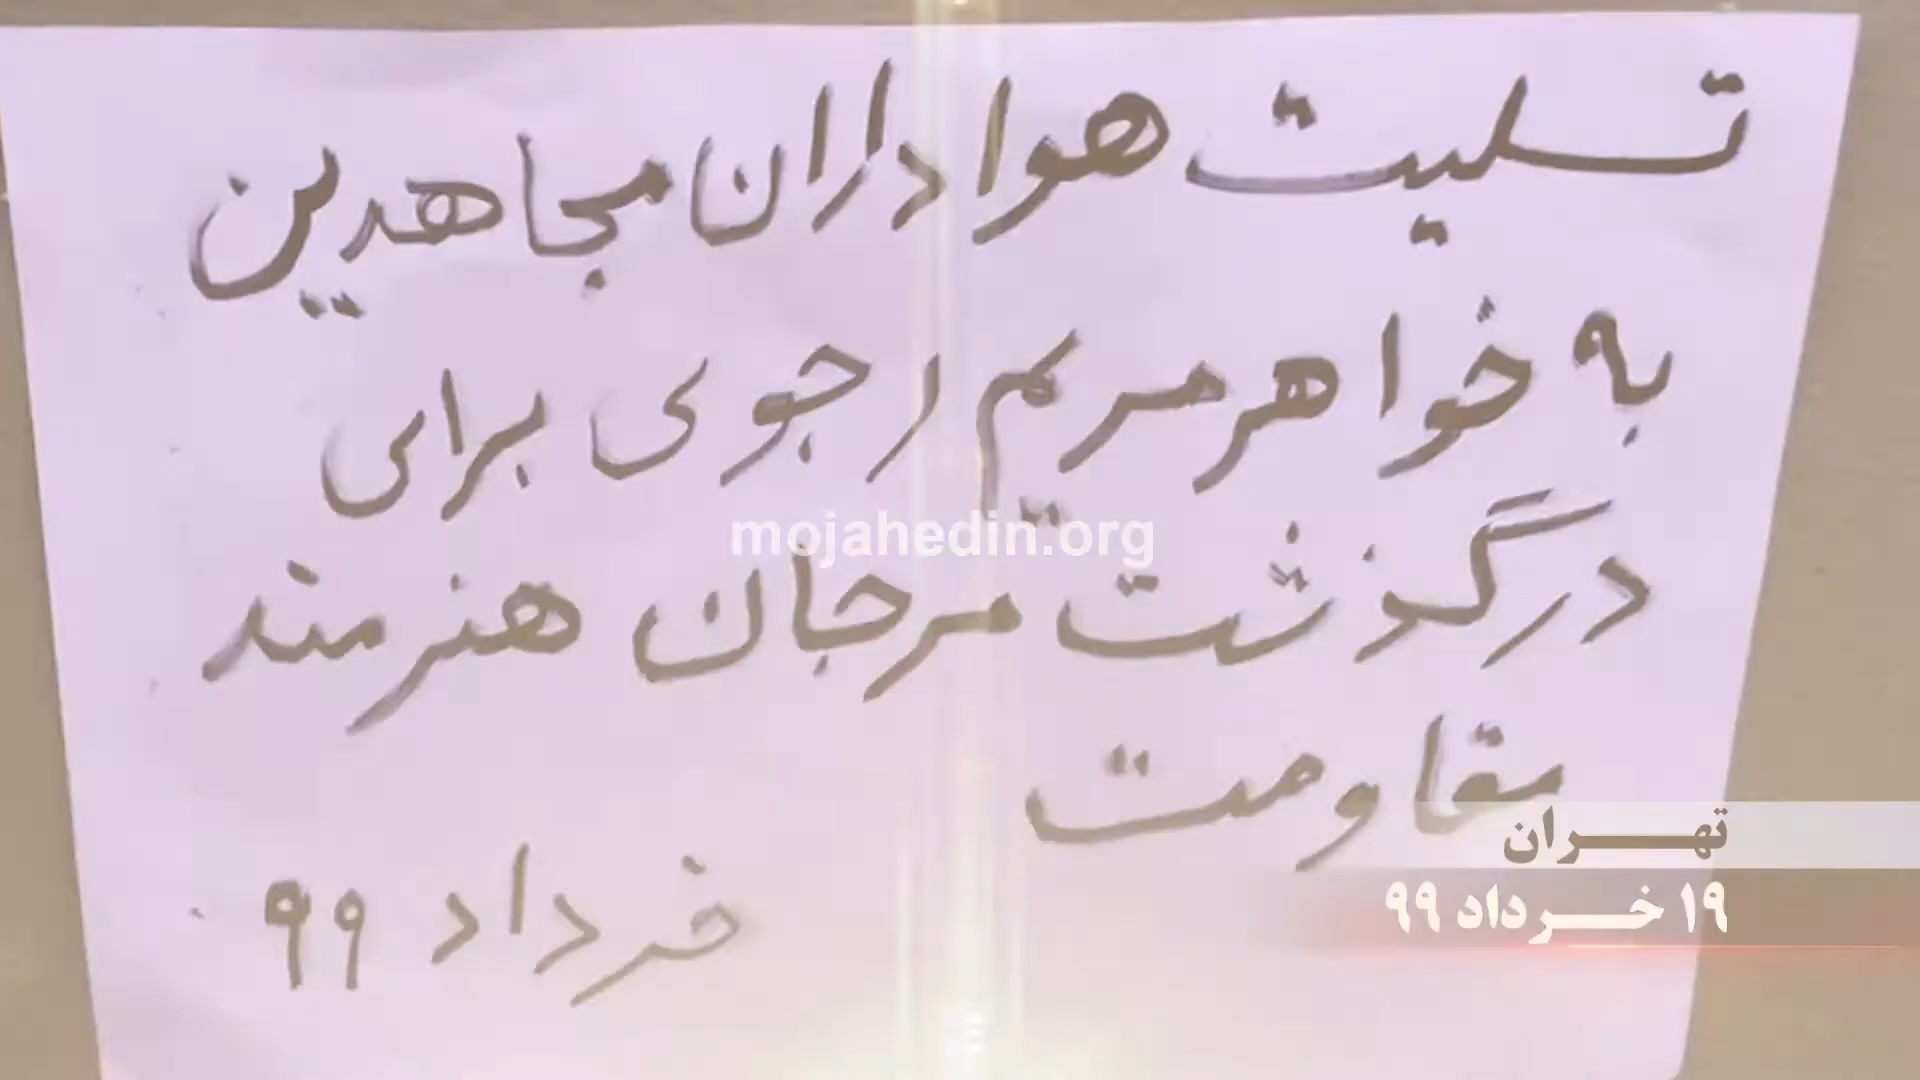 تسلیت هواداران مجاهدین
به خواهر مریم رجوی برای
mojahedin.org
درگذشت مرجان هنرمند
مقاومت
تهران
خرداد ۹۹
۱۹ خرداد ۹۹